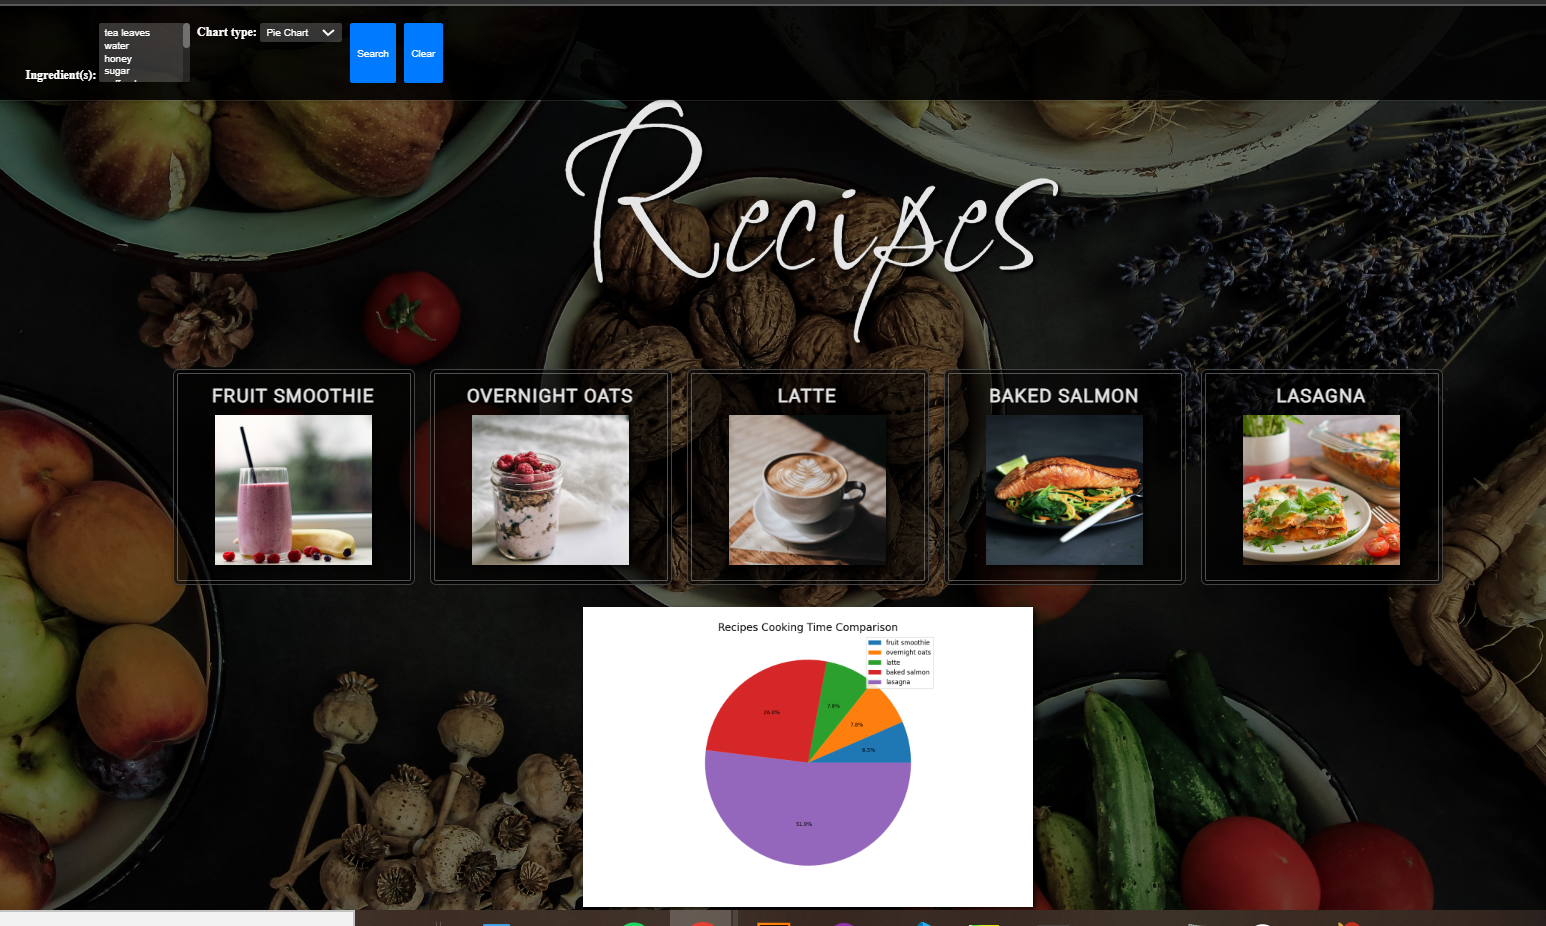 tea leaves
water
honey
sugar
Ingredient(s):
Chart type:
Pie Chart
Search
Clear
Recipes
FRUIT SMOOTHIE
OVERNIGHT OATS
LATTE
BAKED SALMON
LASAGNA
Recipes Cooking Time Comparison
fruit smoothie
overnight oats
latte
baked salmon
lasagna
26.0%
7.8%
7.8%
6.5%
51.9%